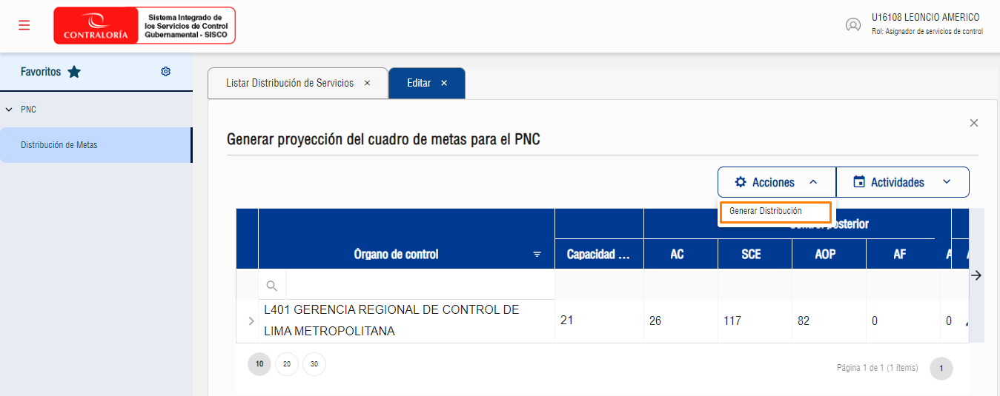 CONTRALORÍA
Sistema Integrado de
los Servicios de Control
Gubernamental - SISCO
U16108 LEONCIO AMERICO
Rol: Asignador de servicios de control
Favoritos
PNC
Distribución de Metas
Listar Distribución de Servicios
Editar
Generar proyección del cuadro de metas para el PNC
Acciones
Actividades
Generar Distribución
posterior
Órgano de control
Capacidad ...
AC
SCE
AOP
AF
L401 GERENCIA REGIONAL DE CONTROL DE
LIMA METROPOLITANA
21
26
117
82
0
0
10
20
30
Página 1 de 1 (1 ítems)
1